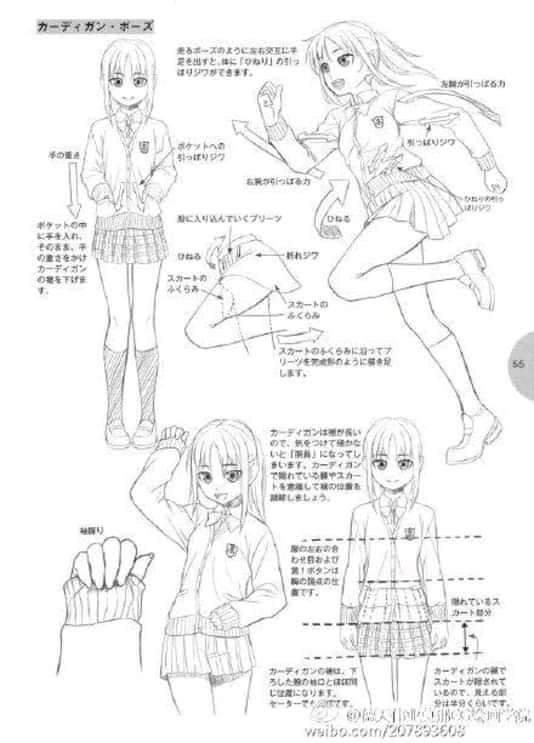 カーディガン・ポーズ
走るポーズのように左右交互に手
足を出すと、体に「ひねり」の引っ
ぱりジワができます。
左腕が引っぱる力
ポケットへの
引っぱりジワ
手の重さ
引っぱりジワ
右腕が引っぱる力
ひねりの引っ
ぱりジワ
ひねる
股に入り込んでいくプリーツ
ポケットの中
に手を入れ、
そのまま、手
の重さをかけ
カーディガン
の裾を下げま
す。
ひねる
折れジワ
スカートの
ふくらみ
スカートの
ふくらみ
スカートのふくらみに沿ってプ
リーツを完成形のように描き足
します。
55
カーディガンは裾が長い
ので、気をつけて描かな
いと「胴長」になってし
まいます。カーディガン
で隠れている腰やスカー
トを意識して裾の位置を
調節しましょう。
袖握り
服の左右の合
わせ目および
第1ボタンは
胸の頂点の位
置です。
隠れているス
カート部分
カーディガンの裾は、下
ろした腕の袖口とほぼ同
じ位置になります。
カーディガンの裾で
スカートが隠されて
いるので、見える部
分は半分くらいです。
weibo.com/207893608